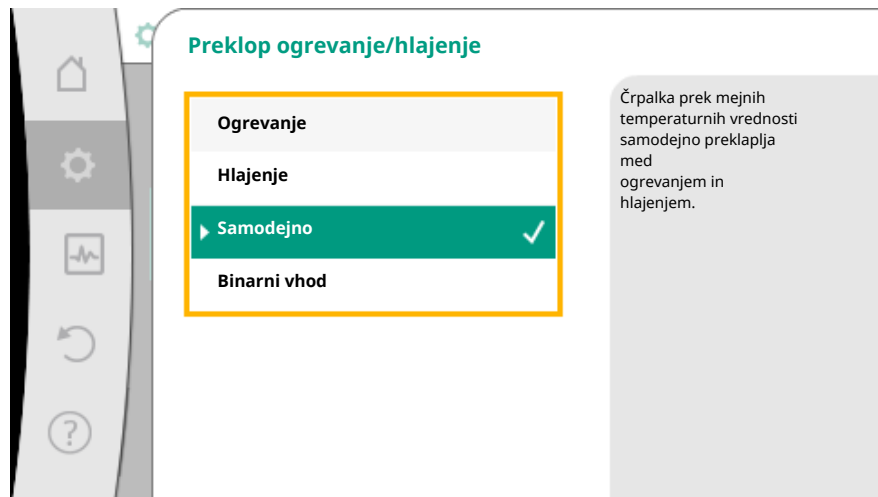 Preklop ogrevanje/hlajenje
Ogrevanje
Hlajenje
Samodejno
Binarni vhod
Črpalka prek mejnih
temperaturnih vrednosti
samodejno preklaplja
med
ogrevanjem in
hlajenjem.